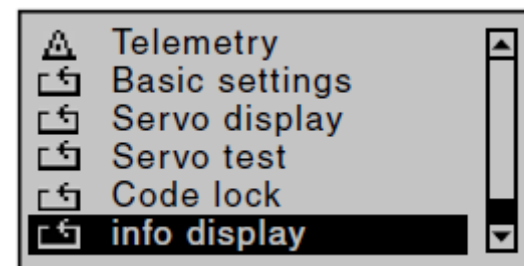 Telemetry
Basic settings
Servo display
Servo test
Code lock
info display